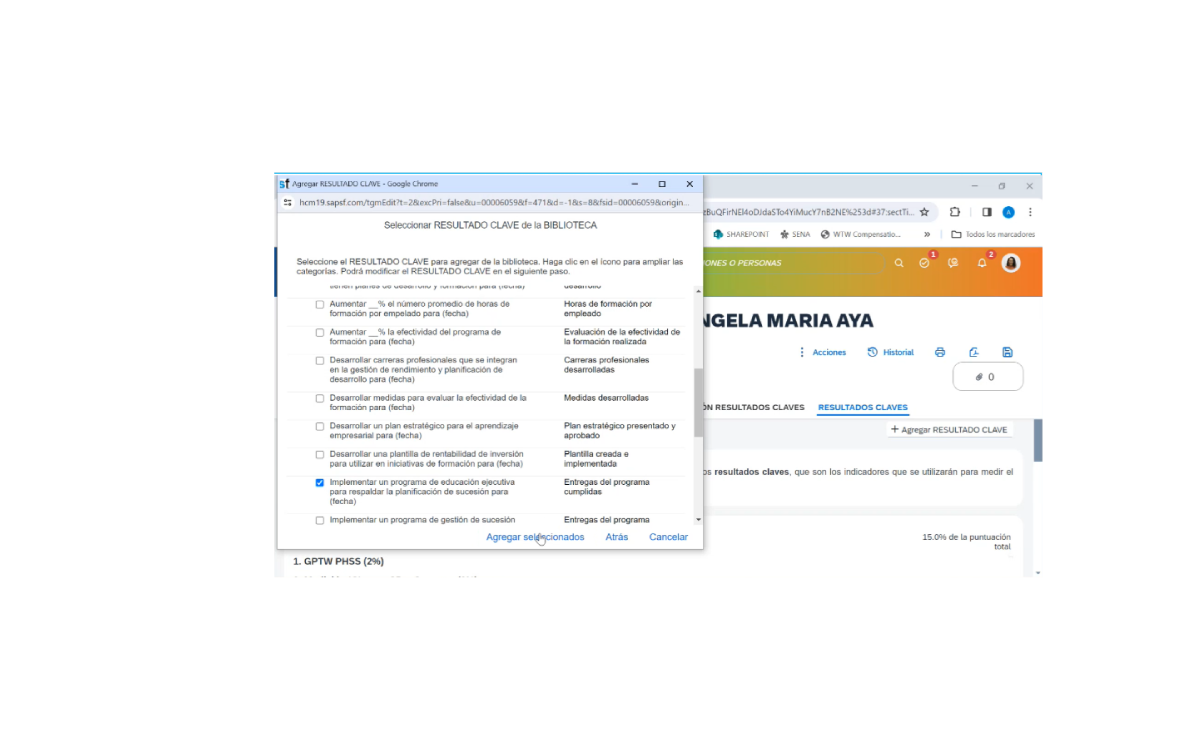 Agregar RESULTADO CLAVE - Google Chrome
hcm19.sapsf.com/tgmEdit?t=2&excPri=false&u=00006059&f=471&d=-1&s=8&fsid=00006059&origin...
Seleccionar RESULTADO CLAVE de la BIBLIOTECA
Seleccione el RESULTADO CLAVE para agregar de la biblioteca. Haga clic en el ícono para ampliar las
categorías. Podrá modificar el RESULTADO CLAVE en el siguiente paso.
Aumentar __% el número promedio de horas de
formación por empelado para (fecha)
Horas de formación por
empleado
Aumentar __% la efectividad del programa de
formación para (fecha)
Evaluación de la efectividad de
la formación realizada
Desarrollar carreras profesionales que se integran
en la gestión de rendimiento y planificación de
desarrollo para (fecha)
Carreras profesionales
desarrolladas
Desarrollar medidas para evaluar la efectividad de la
formación para (fecha)
Medidas desarrolladas
Desarrollar un plan estratégico para el aprendizaje
empresarial para (fecha)
Plan estratégico presentado y
aprobado
Desarrollar una plantilla de rentabilidad de inversión
para utilizar en iniciativas de formación para (fecha)
Plantilla creada e
implementada
Implementar un programa de educación ejecutiva
para respaldar la planificación de sucesión para
(fecha)
Entregas del programa
cumplidas
Implementar un programa de gestión de sucesión
Entregas del programa
Agregar seleccionados Atrás Cancelar
SHAREPOINT SENA WTW Compensatio... » Todos los marcadores
IONES O PERSONAS
1
2
NGELA MARIA AYA
Acciones Historial
0
ÓN RESULTADOS CLAVES RESULTADOS CLAVES
+ Agregar RESULTADO CLAVE
os resultados claves, que son los indicadores que se utilizarán para medir el
15.0% de la puntuación
total
1. GPTW PHSS (2%)